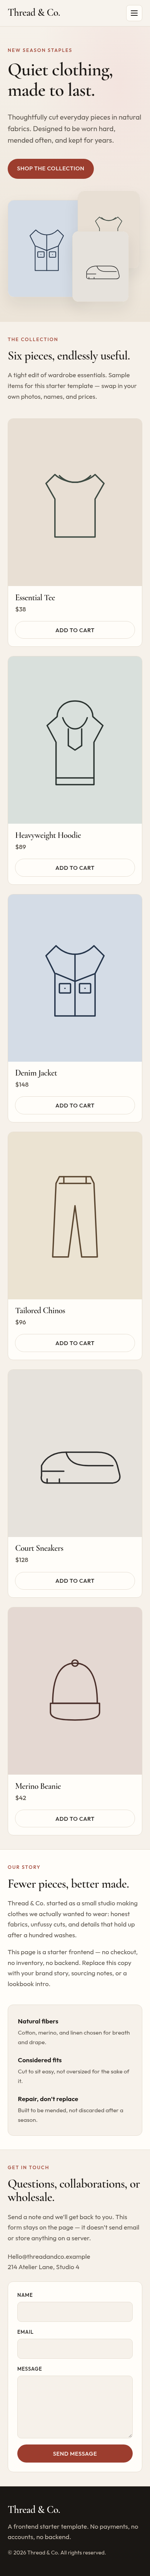 Thread & Co.
NEW SEASON STAPLES
Quiet clothing,
made to last.
Thoughtfully cut everyday pieces in natural
fabrics. Designed to be worn hard,
mended often, and kept for years.
SHOP THE COLLECTION
THE COLLECTION
Six pieces, endlessly useful.
A tight edit of wardrobe essentials. Sample
items for this starter template — swap in your
own photos, names, and prices.
Essential Tee
$38
ADD TO CART
Heavyweight Hoodie
$89
ADD TO CART
Denim Jacket
$148
ADD TO CART
Tailored Chinos
$96
ADD TO CART
Court Sneakers
$128
ADD TO CART
Merino Beanie
$42
ADD TO CART
OUR STORY
Fewer pieces, better made.
Thread & Co. started as a small studio making
clothes we actually wanted to wear: honest
fabrics, unfussy cuts, and details that hold up
after a hundred washes.
This page is a starter frontend — no checkout,
no inventory, no backend. Replace this copy
with your brand story, sourcing notes, or a
lookbook intro.
Natural fibers
Cotton, merino, and linen chosen for breath
and drape.
Considered fits
Cut to sit easy, not oversized for the sake of
it.
Repair, don't replace
Built to be mended, not discarded after a
season.
GET IN TOUCH
Questions, collaborations, or
wholesale.
Send a note and we'll get back to you. This
form stays on the page — it doesn't send email
or store anything on a server.
Hello@threadandco.example
214 Atelier Lane, Studio 4
NAME
EMAIL
MESSAGE
SEND MESSAGE
Thread & Co.
A frontend starter template. No payments, no
accounts, no backend.
© 2026 Thread & Co. All rights reserved.